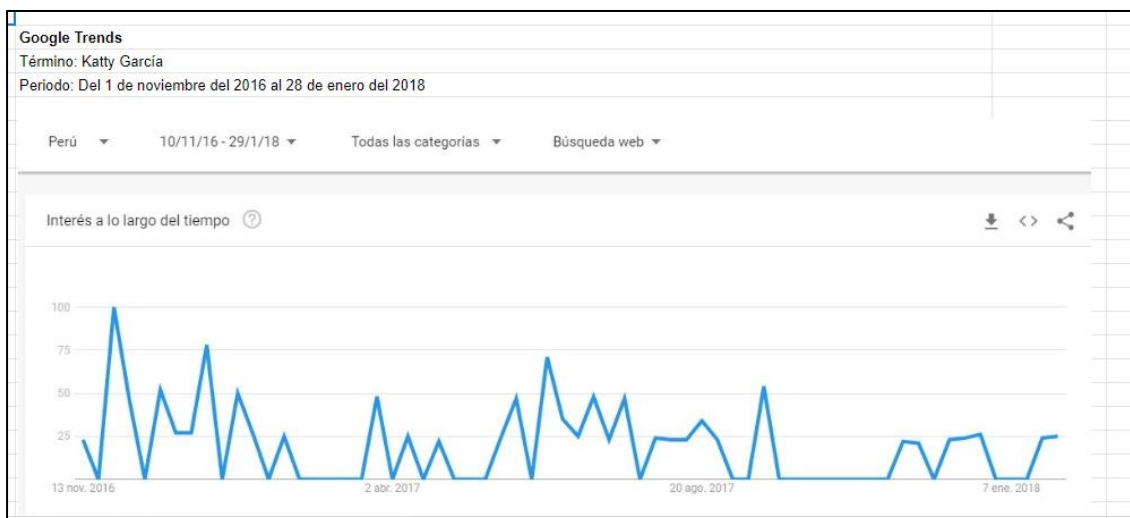 Google Trends
Término: Katty García
Periodo: Del 1 de noviembre del 2016 al 28 de enero del 2018
Perú 10/11/16 - 29/1/18 Todas las categorías Búsqueda web
Interés a lo largo del tiempo
100
75
50
25
13 nov. 2016 2 abr. 2017 20 ago. 2017 7 ene. 2018